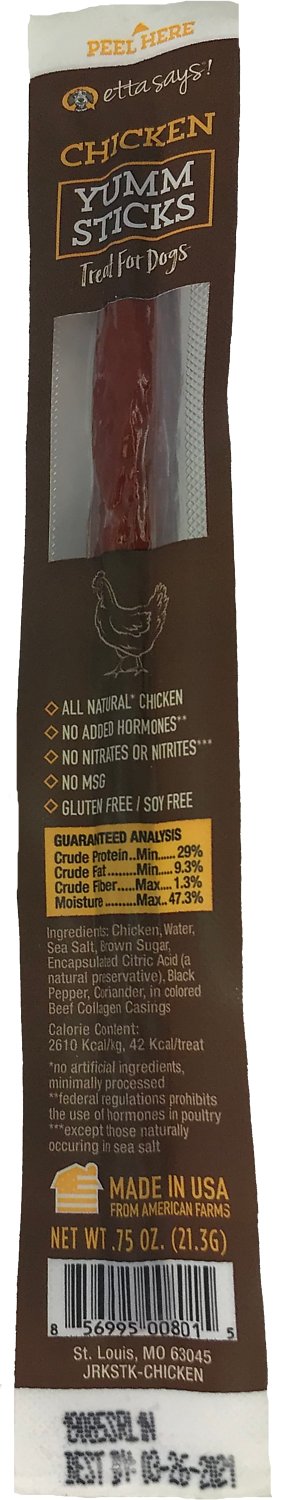 PEEL HERE
etta says!
CHICKEN
YUMM
STICKS
Treat For Dogs
ALL NATURAL* CHICKEN
NO ADDED HORMONES**
NO NITRATES OR NITRITES***
NO MSG
GLUTEN FREE / SOY FREE
GUARANTEED ANALYSIS
Crude Protein..Min..... 29%
Crude Fat.........Min.... 9.3%
Crude Fiber.....Max.... 1.3%
Moisture.........Max.. 47.3%
Ingredients: Chicken, Water,
Sea Salt, Brown Sugar,
Encapsulated Citric Acid (a
natural preservative), Black
Pepper, Coriander, in colored
Beef Collagen Casings
Calorie Content:
2610 Kcal/kg, 42 Kcal/treat
*no artificial ingredients,
minimally processed
**federal regulations prohibits
the use of hormones in poultry
***except those naturally
occuring in sea salt
MADE IN USA
FROM AMERICAN FARMS
NET WT .75 OZ. (21.3G)
8 56995 00801 5
St. Louis, MO 63045
JRKSTK-CHICKEN
BEST BY 03-26-2021